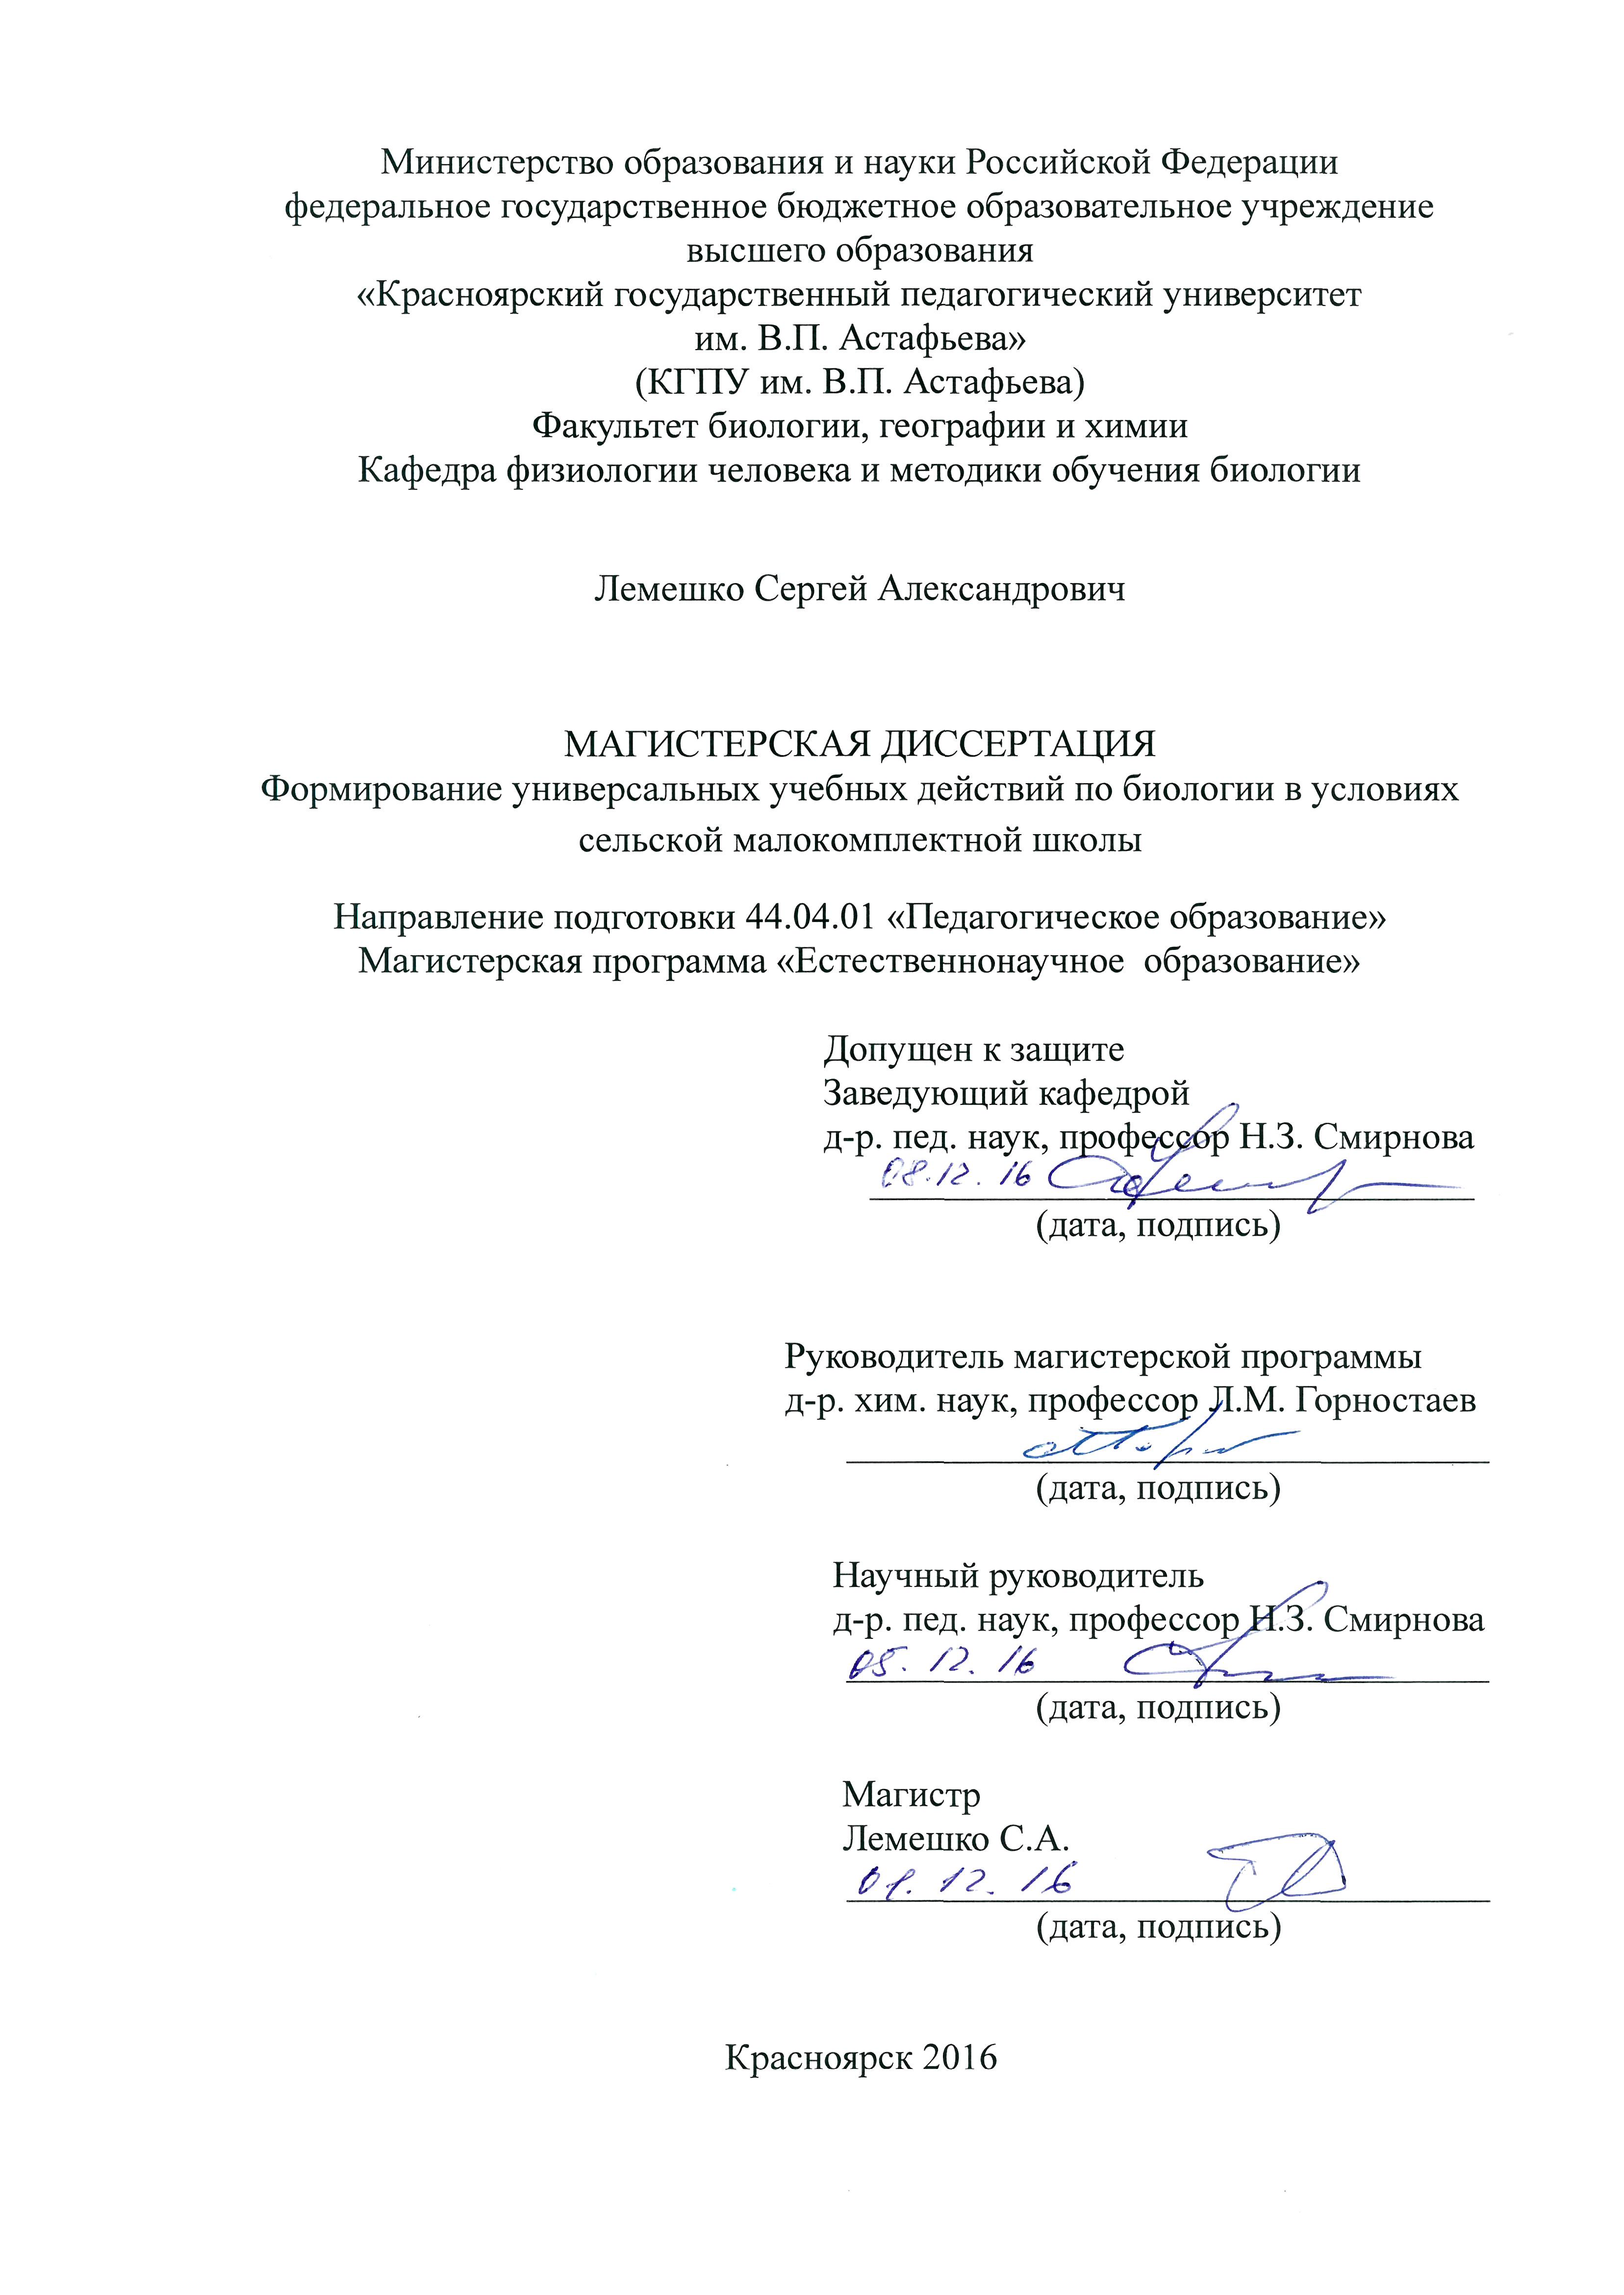 Министерство образования и науки Российской Федерации
федеральное государственное бюджетное образовательное учреждение
высшего образования
«Красноярский государственный педагогический университет
им. В.П. Астафьева»
(КГПУ им. В.П. Астафьева)
Факультет биологии, географии и химии
Кафедра физиологии человека и методики обучения биологии
Лемешко Сергей Александрович
МАГИСТЕРСКАЯ ДИССЕРТАЦИЯ
Формирование универсальных учебных действий по биологии в условиях
сельской малокомплектной школы
Направление подготовки 44.04.01 «Педагогическое образование»
Магистерская программа «Естественнонаучное  образование»
Допущен к защите
Заведующий кафедрой
д-р. пед. наук, профессор Н.З. Смирнова
08.12.16
(дата, подпись)
Руководитель магистерской программы
д-р. хим. наук, профессор Л.М. Горностаев
(дата, подпись)
Научный руководитель
д-р. пед. наук, профессор Н.З. Смирнова
05.12.16
(дата, подпись)
Магистр
Лемешко С.А.
12.16
(дата, подпись)
Красноярск 2016